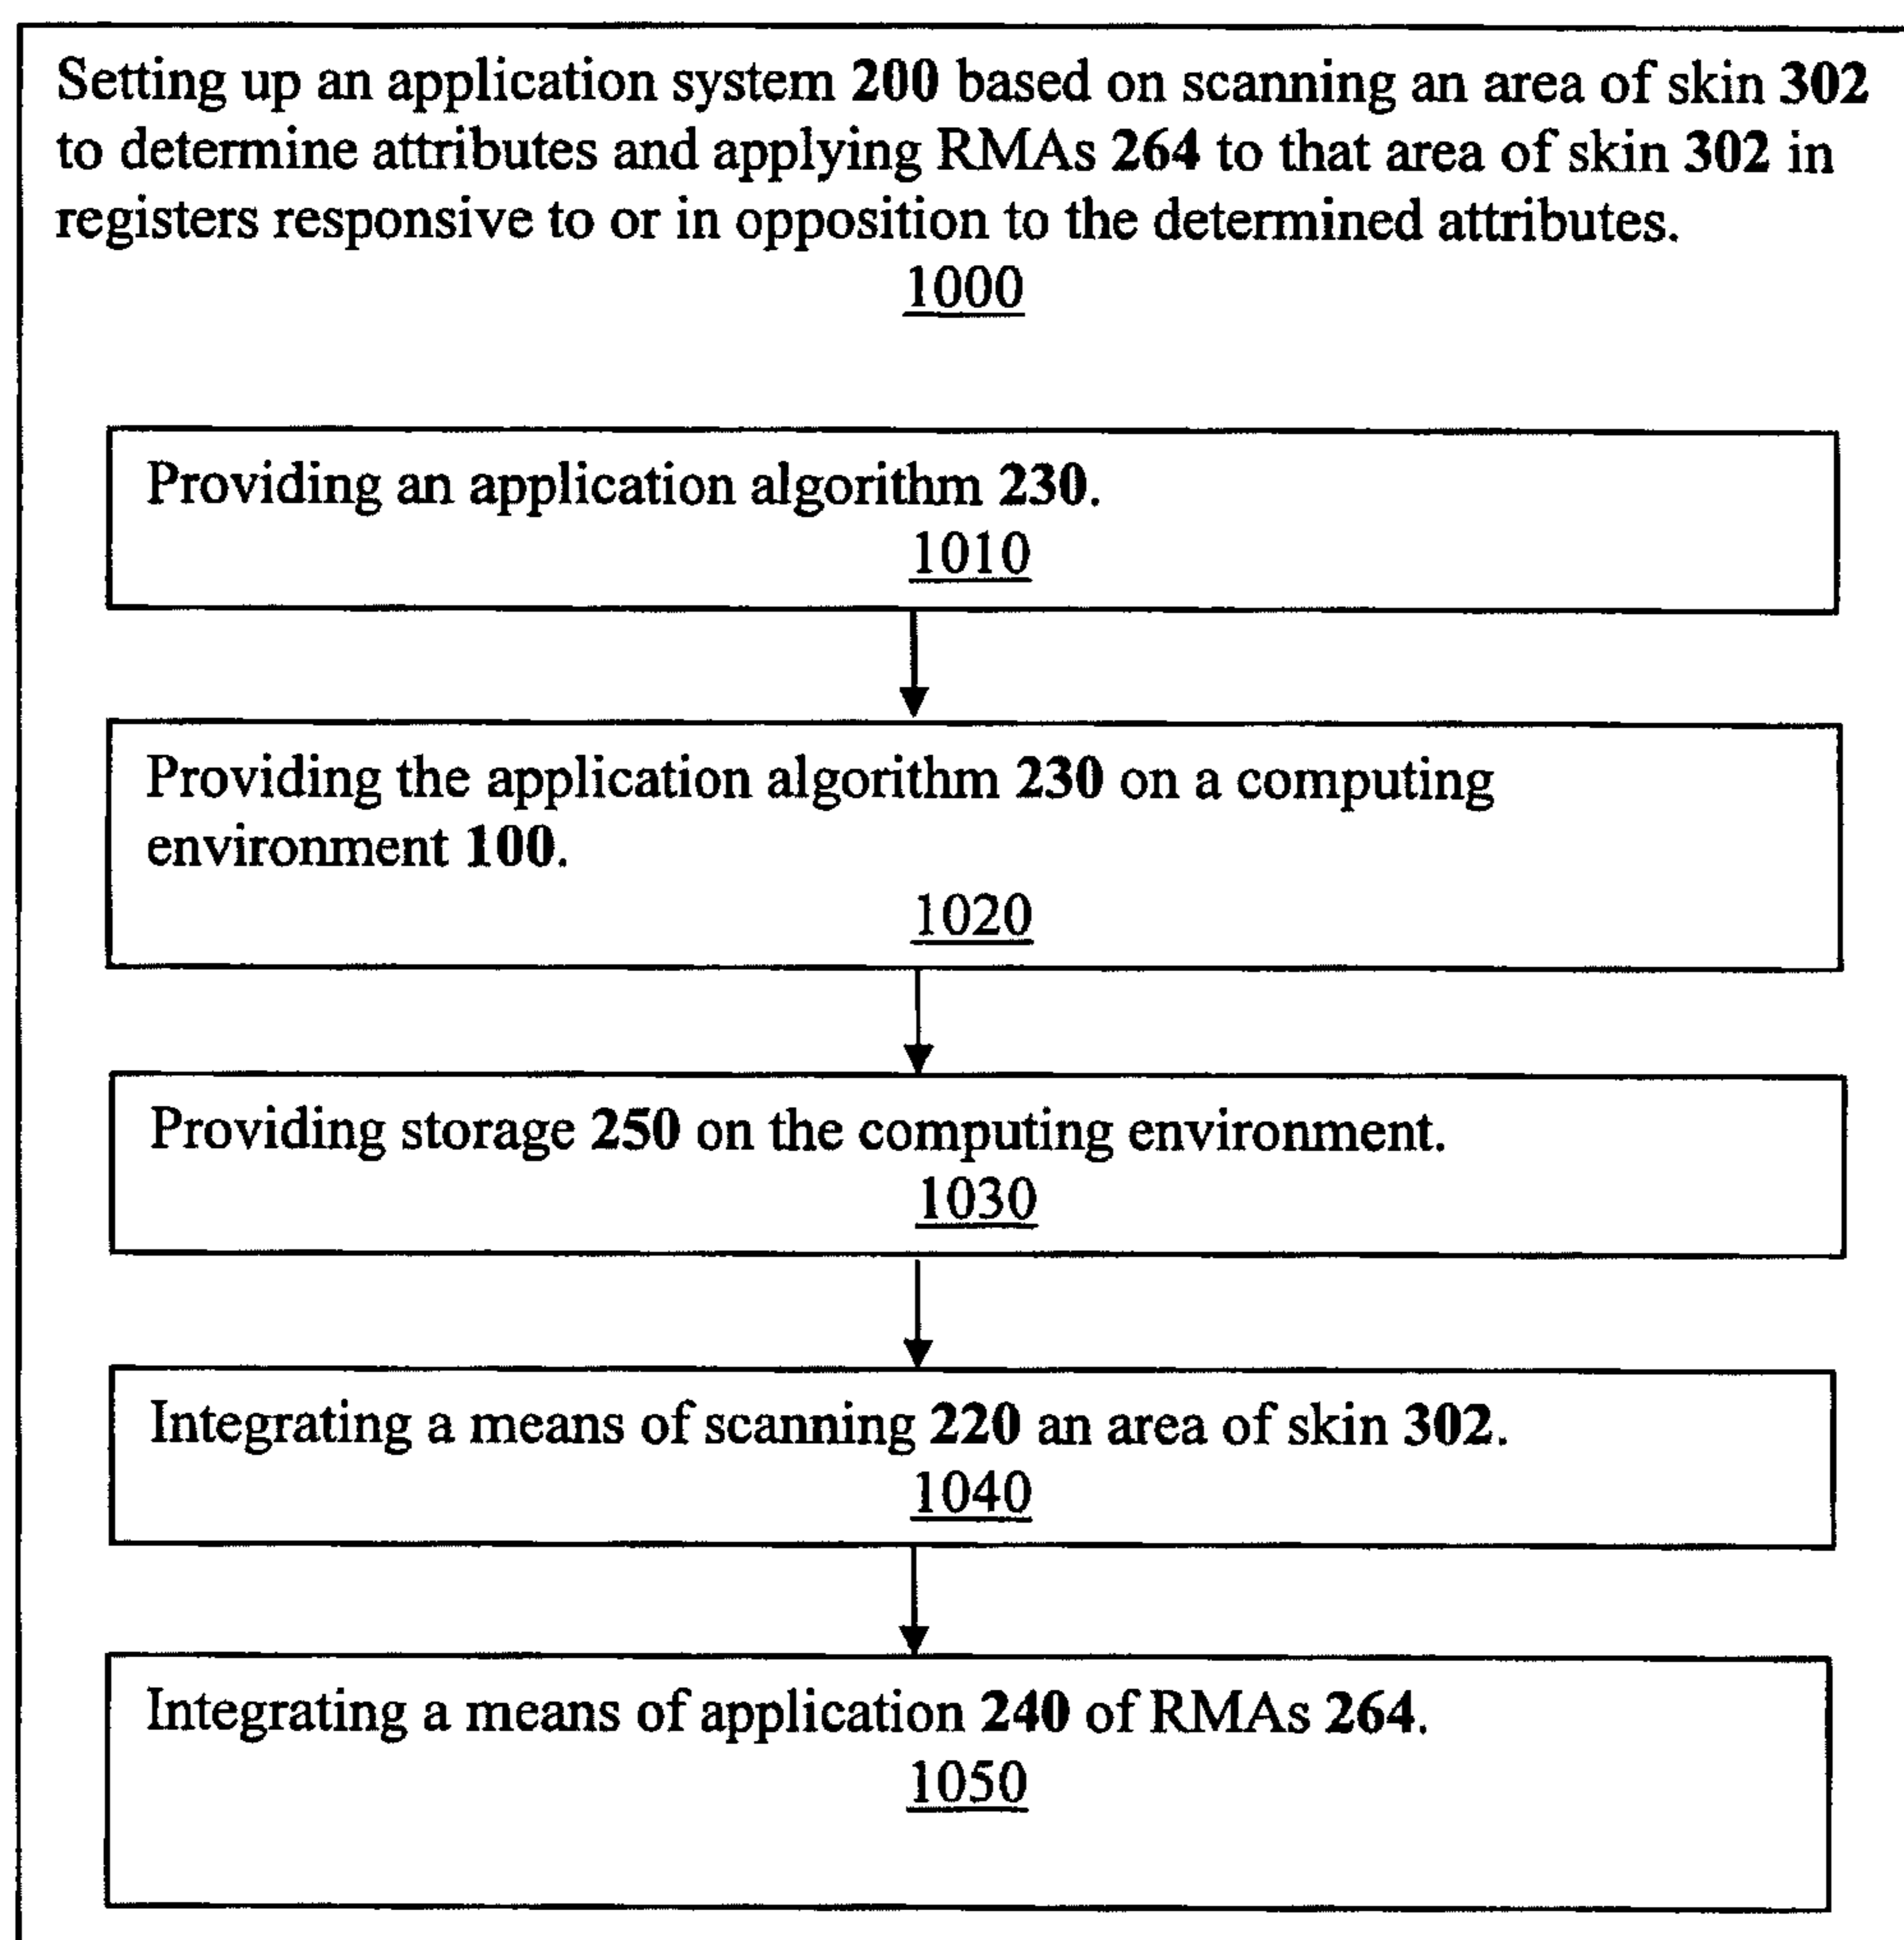 Setting up an application system 200 based on scanning an area of skin 302
to determine attributes and applying RMAs 264 to that area of skin 302 in
registers responsive to or in opposition to the determined attributes.
1000
Providing an application algorithm 230.
1010
Providing the application algorithm 230 on a computing
environment 100.
1020
Providing storage 250 on the computing environment.
1030
Integrating a means of scanning 220 an area of skin 302.
1040
Integrating a means of application 240 of RMAs 264.
1050